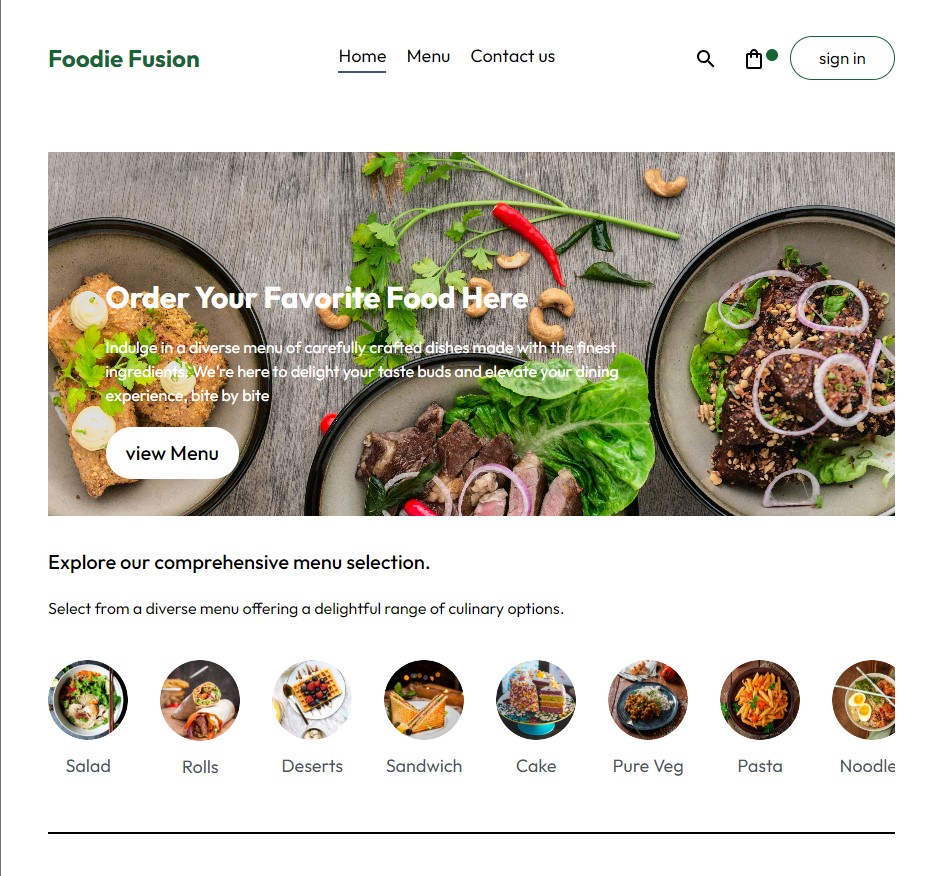 Foodie Fusion
Home Menu Contact us
sign in
Order Your Favorite Food Here
Indulge in a diverse menu of carefully crafted dishes made with the finest
ingredients. We're here to delight your taste buds and elevate your dining
experience, bite by bite
view Menu
Explore our comprehensive menu selection.
Select from a diverse menu offering a delightful range of culinary options.
Salad Rolls Deserts Sandwich Cake Pure Veg Pasta Noodle